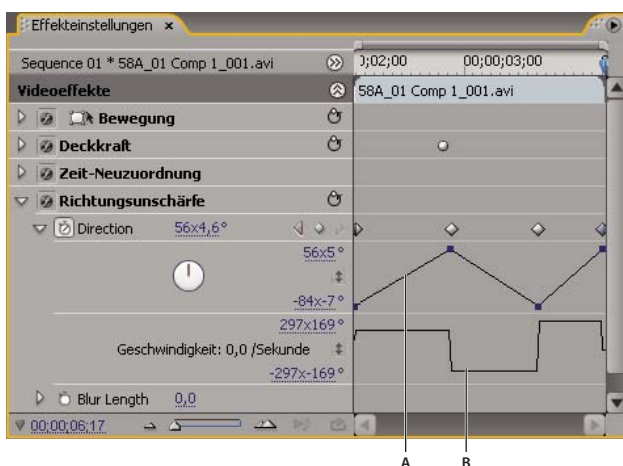 Effekteinstellungen ×
Sequence 01 * 58A_01 Comp 1_001.avi
);02;00 00;00;03;00
Videoeffekte
58A_01 Comp 1_001.avi
Bewegung
Deckkraft
Zeit-Neuzuordnung
Richtungsunschärfe
Direction 56x4,6°
56x5°
-84x-7°
297x169°
Geschwindigkeit: 0,0 /Sekunde
-297x-169°
Blur Length 0,0
00;00;06;17
A B